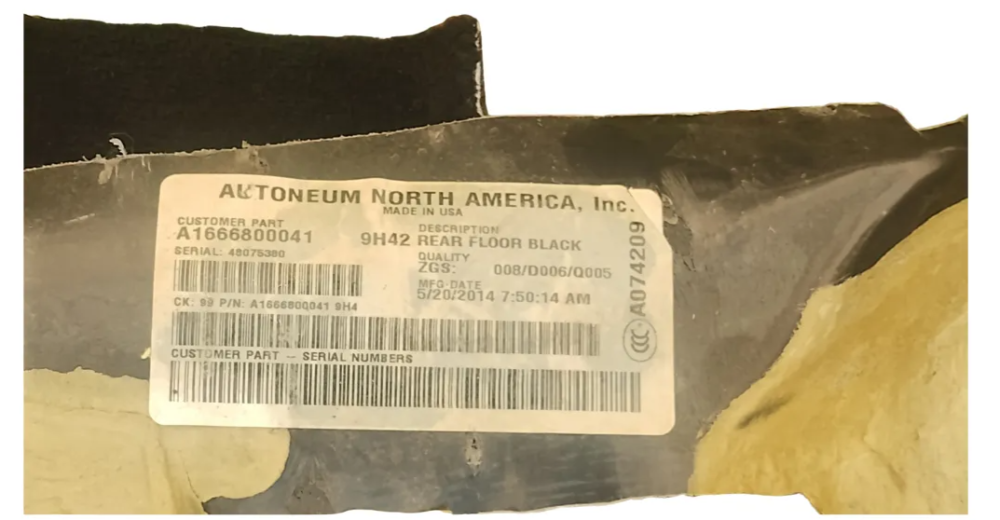 AUTONEUM NORTH AMERICA, Inc.
MADE IN USA
CUSTOMER PART
A1666800041 9H42
DESCRIPTION
REAR FLOOR BLACK
SERIAL: 48075380
QUALITY
ZGS: 008/D006/Q005
MFG-DATE
5/20/2014 7:50:14 AM
CK: 99 P/N: A1666800041 9H4
CUSTOMER PART -- SERIAL NUMBERS
CCC A074209